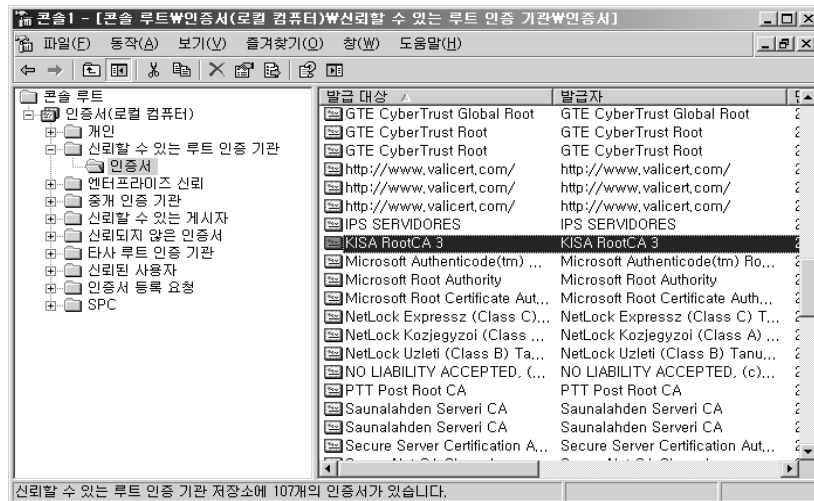 콘솔1 - [콘솔 루트₩인증서(로컬 컴퓨터)₩신뢰할 수 있는 루트 인증 기관₩인증서]
파일(F) 동작(A) 보기(V) 즐겨찾기(O) 창(W) 도움말(H)
콘솔 루트
인증서(로컬 컴퓨터)
개인
신뢰할 수 있는 루트 인증 기관
인증서
엔터프라이즈 신뢰
중개 인증 기관
신뢰할 수 있는 게시자
신뢰되지 않은 인증서
타사 루트 인증 기관
신뢰된 사용자
인증서 등록 요청
SPC
발급 대상 발급자
GTE CyberTrust Global Root GTE CyberTrust Global Root
GTE CyberTrust Root GTE CyberTrust Root
GTE CyberTrust Root GTE CyberTrust Root
http://www.valicert.com/ http://www.valicert.com/
http://www.valicert.com/ http://www.valicert.com/
http://www.valicert.com/ http://www.valicert.com/
IPS SERVIDORES IPS SERVIDORES
KISA RootCA 3 KISA RootCA 3
Microsoft Authenticode(tm) ... Microsoft Authenticode(tm) Ro...
Microsoft Root Authority Microsoft Root Authority
Microsoft Root Certificate Aut... Microsoft Root Certificate Auth...
NetLock Expressz (Class C)... NetLock Expressz (Class C) T...
NetLock Kozjegyzoi (Class ... NetLock Kozjegyzoi (Class A) ...
NetLock Uzleti (Class B) Ta... NetLock Uzleti (Class B) Tanu...
NO LIABILITY ACCEPTED, (... NO LIABILITY ACCEPTED, (c)...
PTT Post Root CA PTT Post Root CA
Saunalahden Serveri CA Saunalahden Serveri CA
Saunalahden Serveri CA Saunalahden Serveri CA
Secure Server Certification A... Secure Server Certification Aut...
신뢰할 수 있는 루트 인증 기관 저장소에 107개의 인증서가 있습니다.